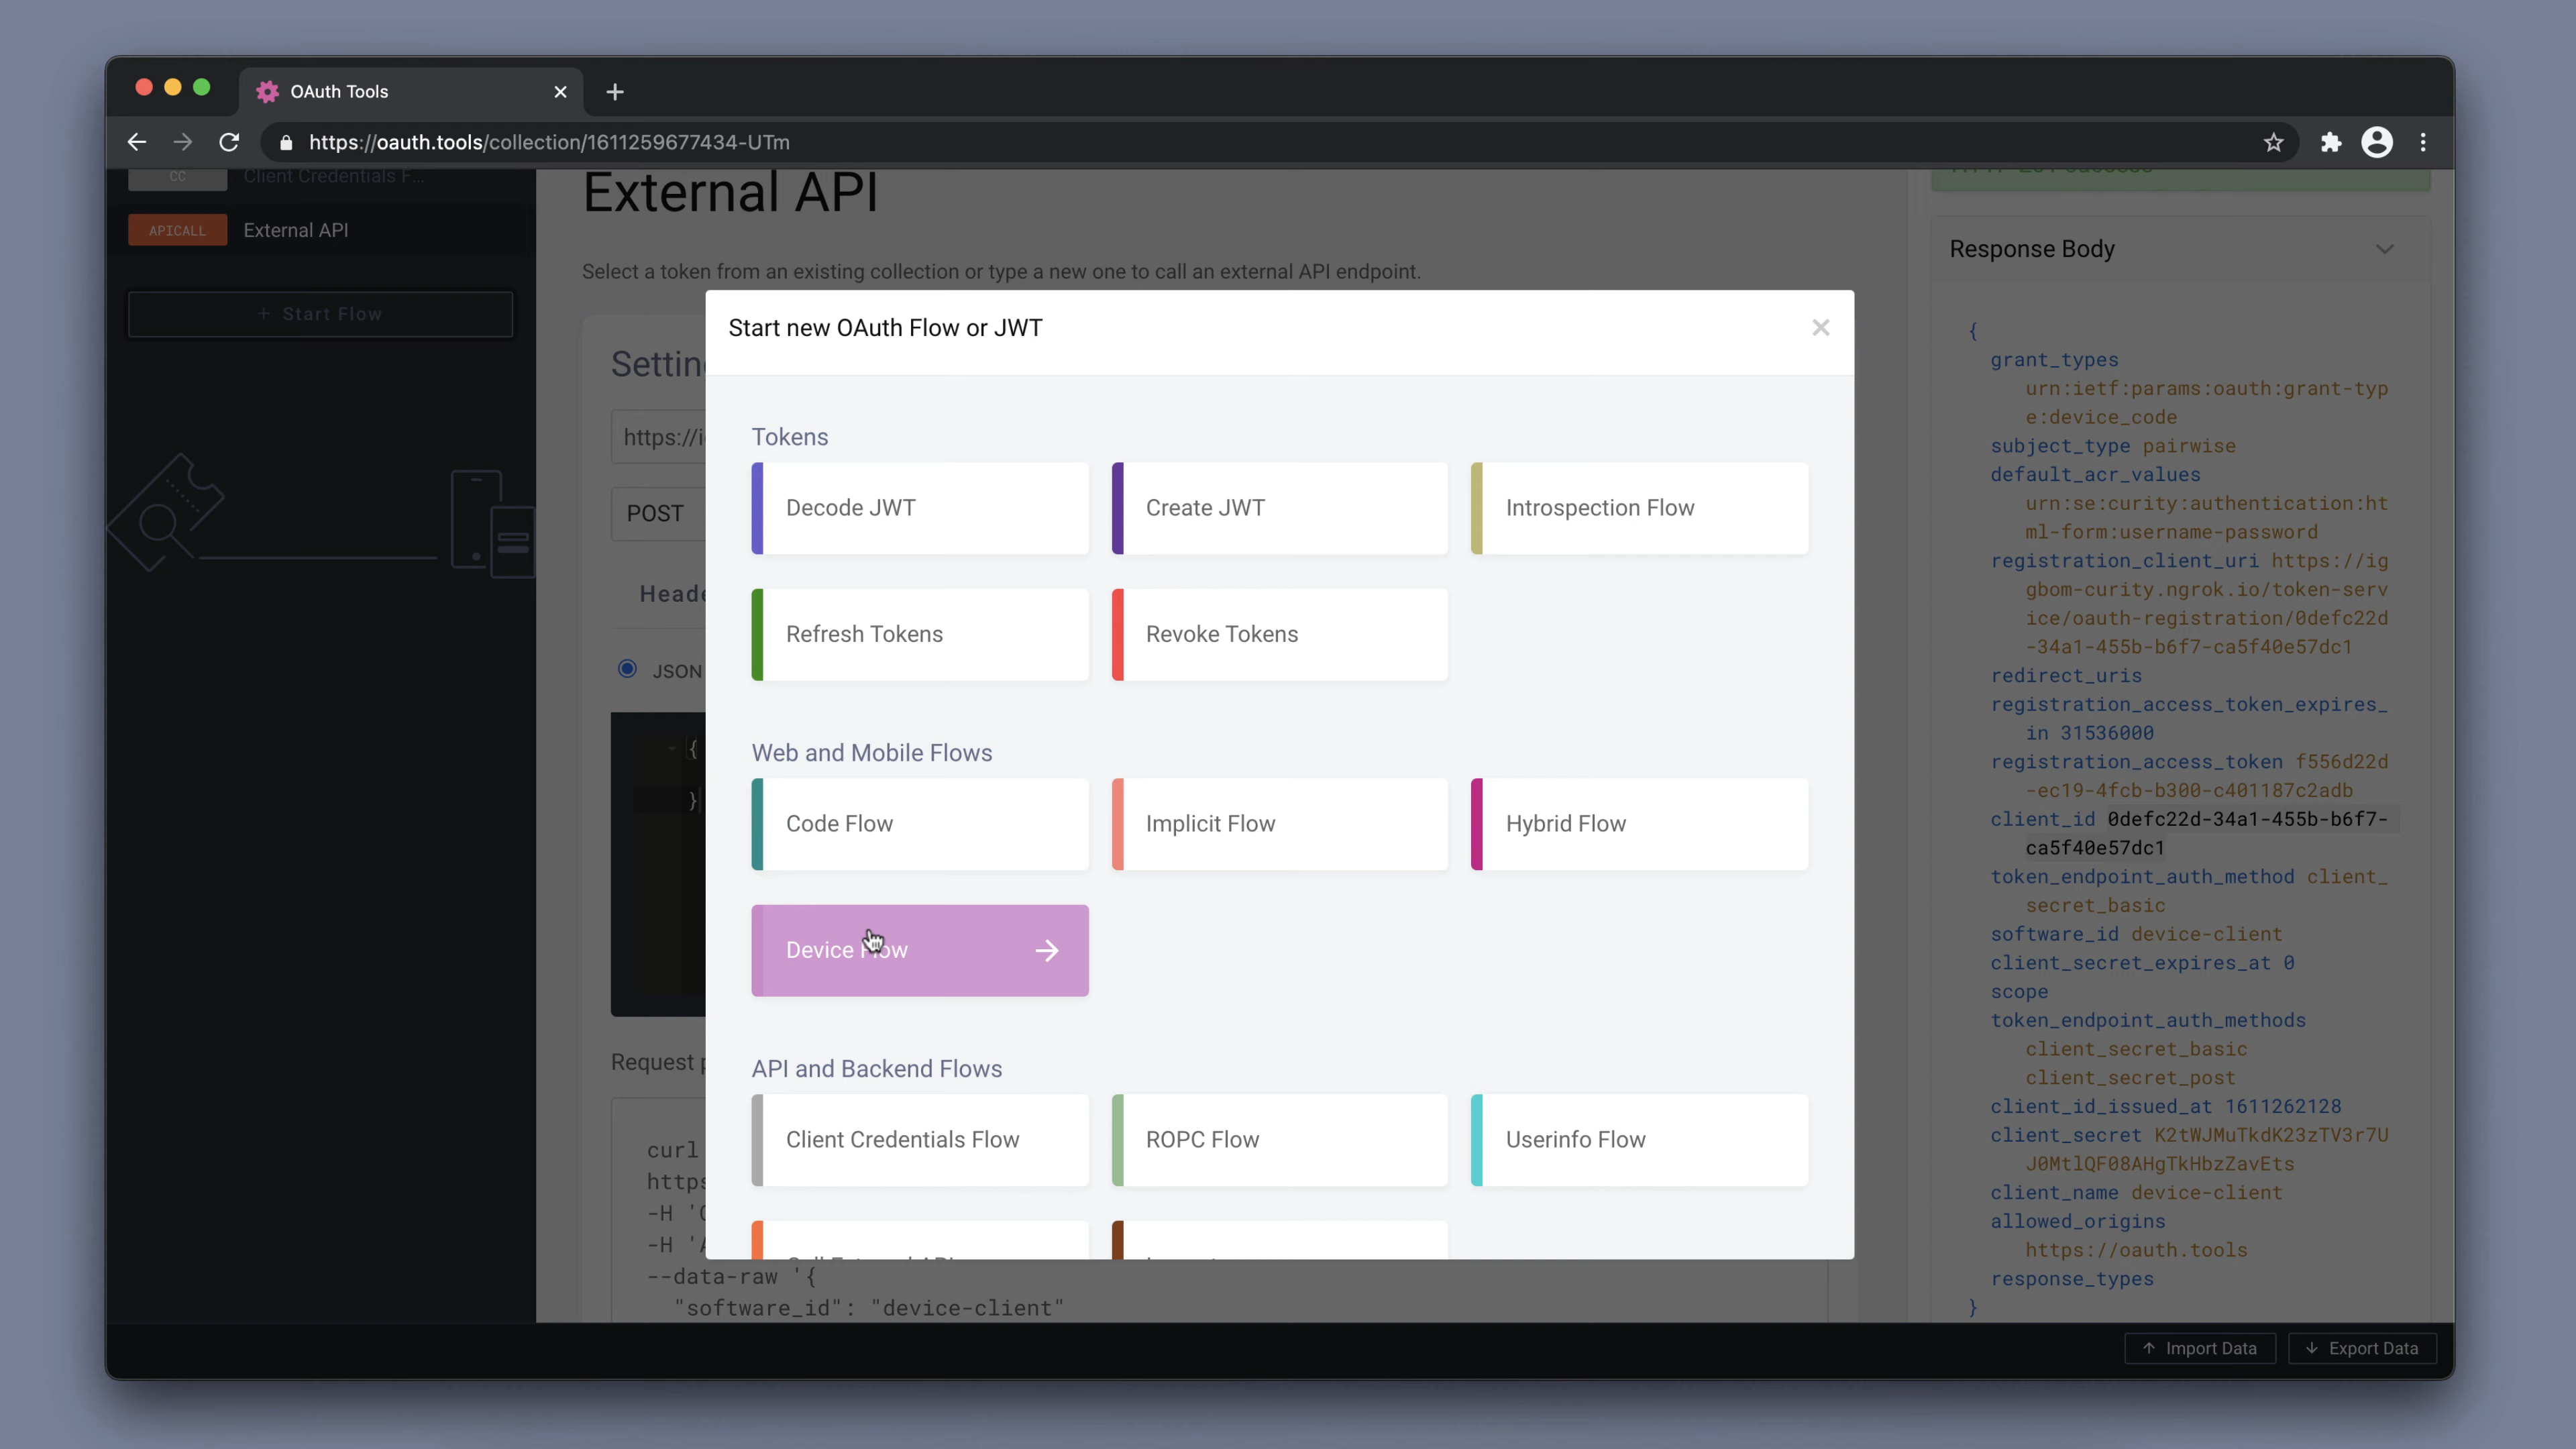 OAuth Tools
https://oauth.tools/collection/1611259677434-UTm
CC
Client Credentials F...
APICALL
External API
+ Start Flow
External API
Select a token from an existing collection or type a new one to call an external API endpoint.
POST
JSON
{
}
Request
curl
--data-raw '{
"software_id": "device-client"
Start new OAuth Flow or JWT
Tokens
Decode JWT
Create JWT
Introspection Flow
Refresh Tokens
Revoke Tokens
Web and Mobile Flows
Code Flow
Implicit Flow
Hybrid Flow
Device Flow
API and Backend Flows
Client Credentials Flow
ROPC Flow
Userinfo Flow
Response Body
{
grant_types
urn:ietf:params:oauth:grant-typ
e:device_code
subject_type pairwise
default_acr_values
urn:se:curity:authentication:ht
ml-form:username-password
registration_client_uri https://ig
gbom-curity.ngrok.io/token-serv
ice/oauth-registration/0defc22d
-34a1-455b-b6f7-ca5f40e57dc1
redirect_uris
registration_access_token_expires_
in 31536000
registration_access_token f556d22d
-ec19-4fcb-b300-c401187c2adb
client_id 0defc22d-34a1-455b-b6f7-
ca5f40e57dc1
token_endpoint_auth_method client_
secret_basic
software_id device-client
client_secret_expires_at 0
scope
token_endpoint_auth_methods
client_secret_basic
client_secret_post
client_id_issued_at 1611262128
client_secret K2tWJMuTkdK23zTV3r7U
J0MtlQF08AHgTkHbzZavEts
client_name device-client
allowed_origins
https://oauth.tools
response_types
}
Import Data
Export Data